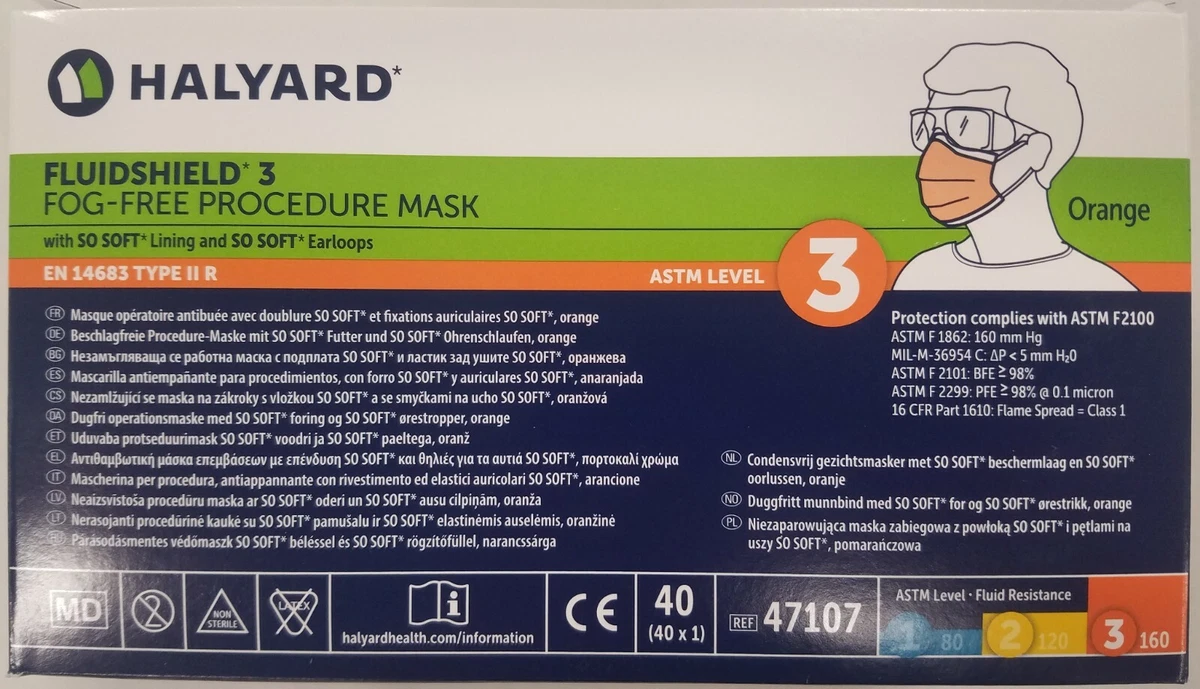 HALYARD*
FLUIDSHIELD* 3
FOG-FREE PROCEDURE MASK
with SO SOFT* Lining and SO SOFT* Earloops
Orange
EN 14683 TYPE II R
ASTM LEVEL
3
FR Masque opératoire antibuée avec doublure SO SOFT* et fixations auriculaires SO SOFT*, orange
DE Beschlagfreie Procedure-Maske mit SO SOFT* Futter und SO SOFT* Ohrenschlaufen, orange
BG Незамъгляваща се работна маска с подплата SO SOFT* и ластик зад ушите SO SOFT*, оранжева
ES Mascarilla antiempañante para procedimientos, con forro SO SOFT* y auriculares SO SOFT*, anaranjada
CS Nezamlžující se maska na zákroky s vložkou SO SOFT* a se smyčkami na ucho SO SOFT*, oranžová
DA Dugfri operationsmaske med SO SOFT* foring og SO SOFT* ørestropper, orange
ET Uduvaba protseduurimask SO SOFT* voodri ja SO SOFT* paeltega, oranž
EL Αντιθαμβωτική μάσκα επεμβάσεων με επένδυση SO SOFT* και θηλιές για τα αυτιά SO SOFT*, πορτοκαλί χρώμα
IT Mascherina per procedura, antiappannante con rivestimento ed elastici auricolari SO SOFT*, arancione
LV Neaizsvīstoša procedūru maska ar SO SOFT* oderi un SO SOFT* ausu cilpiņām, oranža
LT Nerasojanti procedūrinė kaukė su SO SOFT* pamušalu ir SO SOFT* elastinėmis auselėmis, oranžinė
Párásodásmentes védőmaszk SO SOFT* béléssel és SO SOFT* rögzítőfüllel, narancssárga
Protection complies with ASTM F2100
ASTM F 1862: 160 mm Hg
MIL-M-36954 C: ΔP < 5 mm H₂0
ASTM F 2101: BFE ≥ 98%
ASTM F 2299: PFE ≥ 98% @ 0.1 micron
16 CFR Part 1610: Flame Spread = Class 1
NL Condensvrij gezichtsmasker met SO SOFT* beschermlaag en SO SOFT*
oorlussen, oranje
NO Duggfritt munnbind med SO SOFT* for og SO SOFT* ørestrikk, orange
PL Niezaparowująca maska zabiegowa z powłoką SO SOFT* i pętlami na
uszy SO SOFT*, pomarańczowa
MD
2
NON
STERILE
LATEX
i
halyardhealth.com/information
CE
40
(40 x 1)
REF 47107
ASTM Level · Fluid Resistance
1 80
2 120
3 160